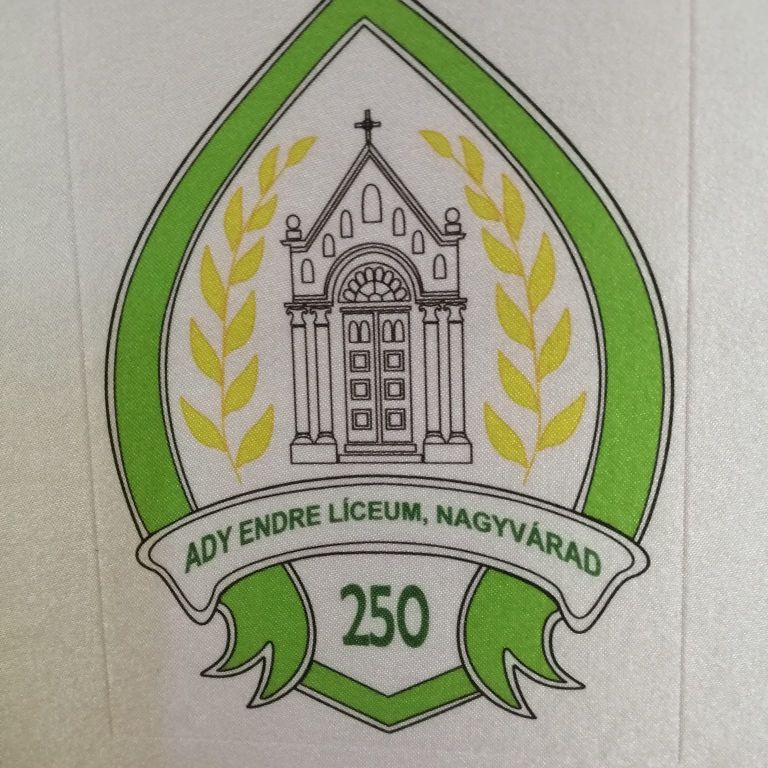 ADY ENDRE LÍCEUM, NAGYVÁRAD
250